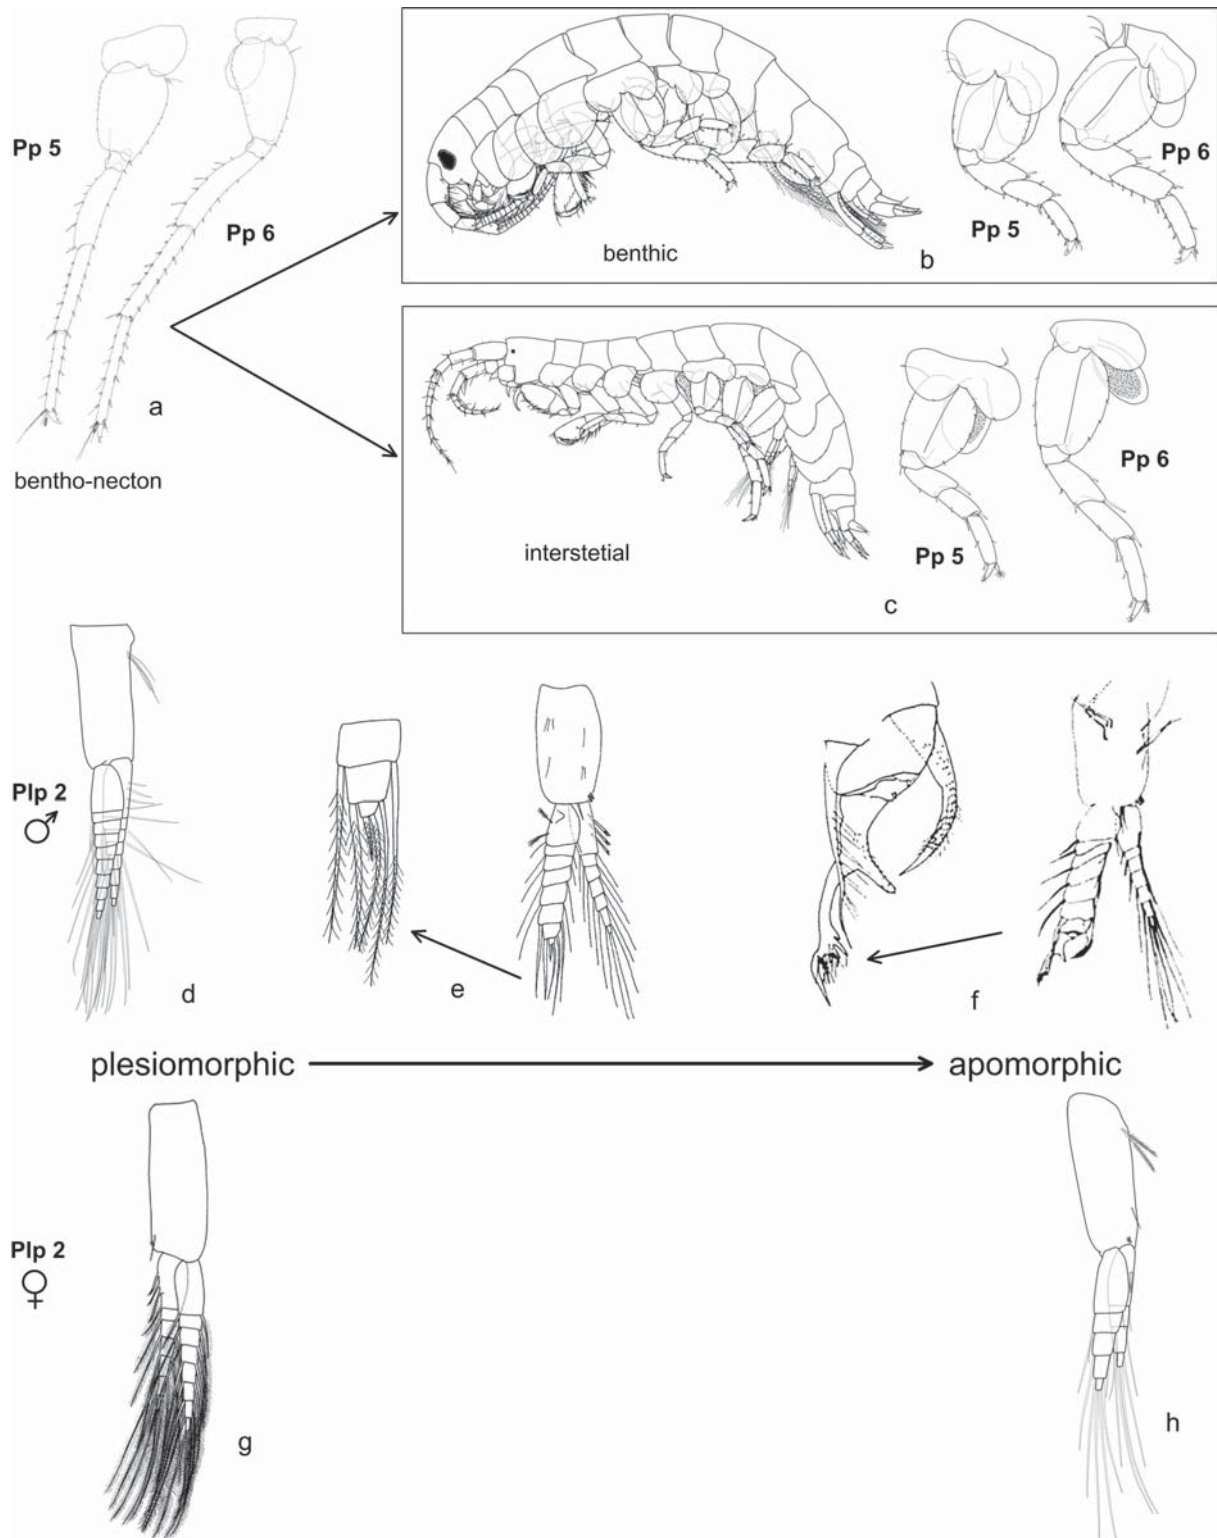 Pp 5
Pp 6
a
bentho-necton
benthic
b
Pp 5
Pp 6
interstetial
c
Pp 5
Pp 6
Plp 2
♂
d
e
f
plesiomorphic
apomorphic
Plp 2
♀
g
h